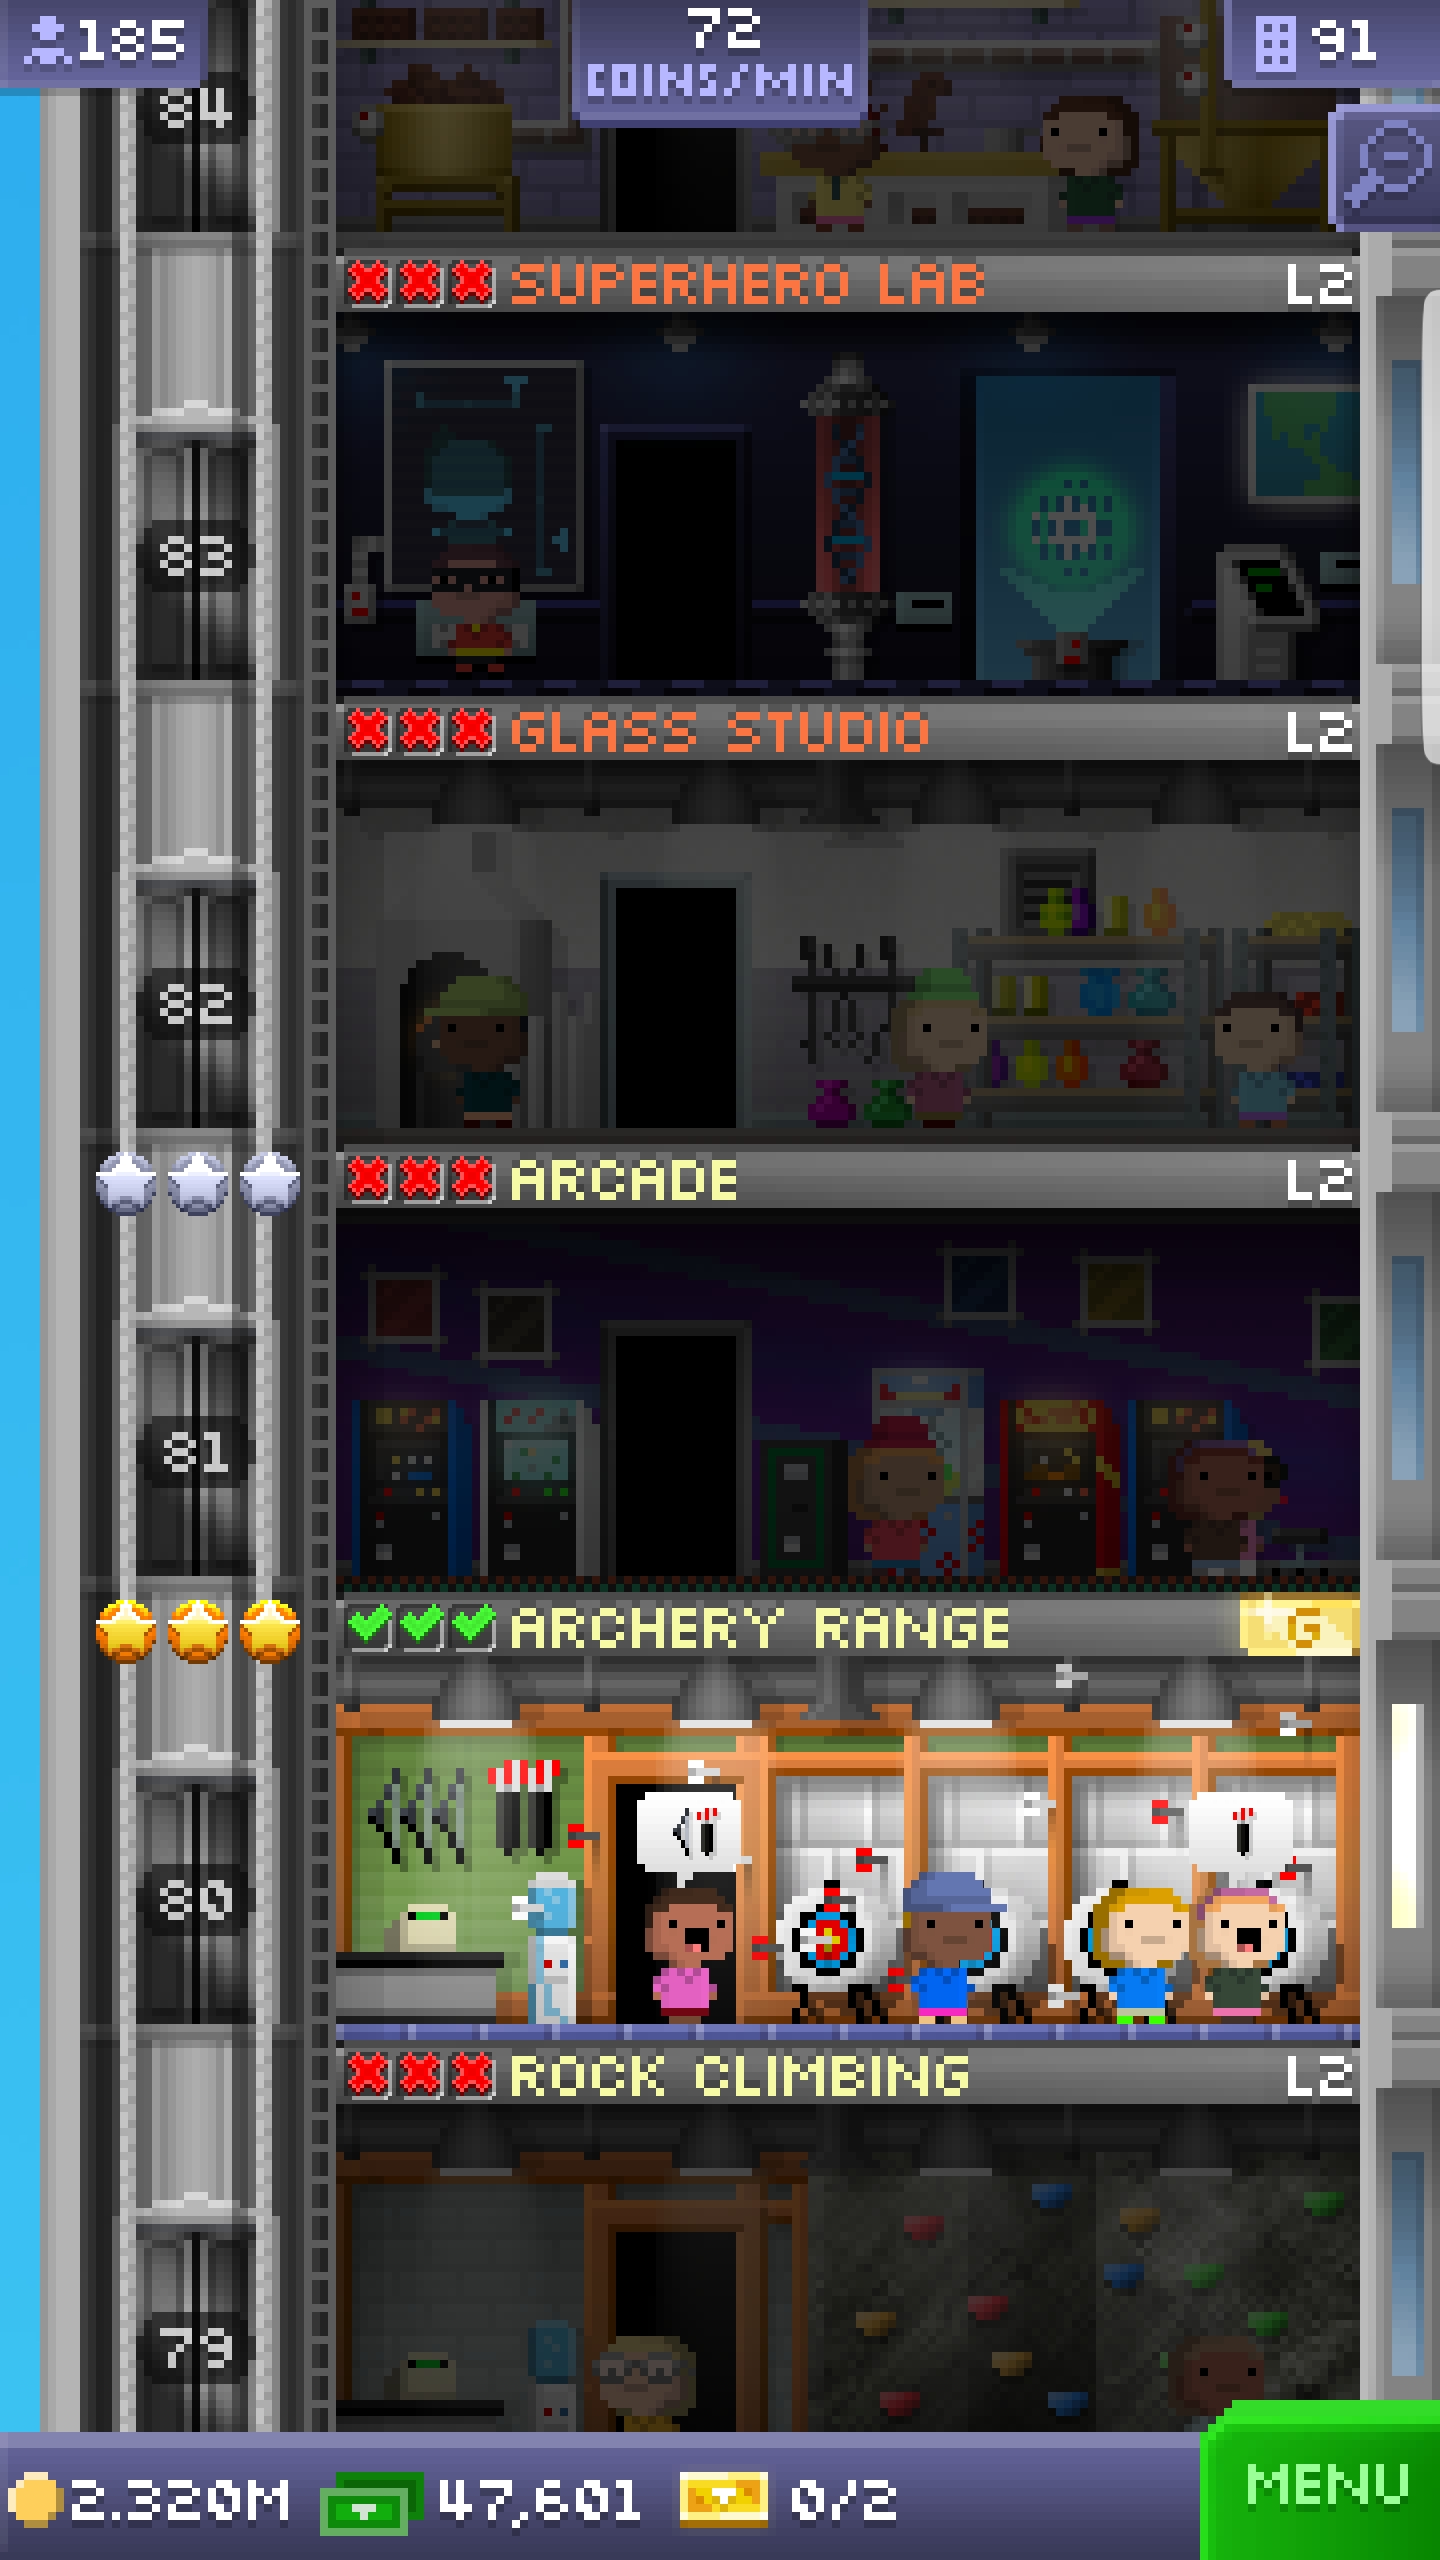 185
72
COINS/MIN
91
84
SUPERHERO LAB L2
83
GLASS STUDIO L2
82
ARCADE L2
81
ARCHERY RANGE G
80
ROCK CLIMBING L2
79
2.320M 47,601 0/2
MENU